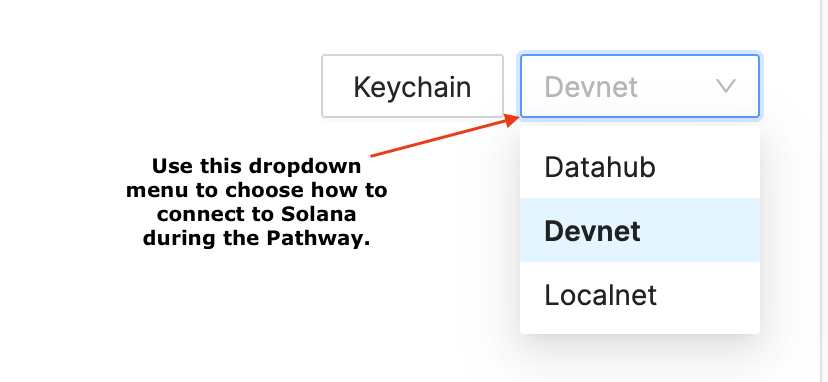 Keychain
Devnet
Use this dropdown
menu to choose how to
connect to Solana
during the Pathway.
Datahub
Devnet
Localnet